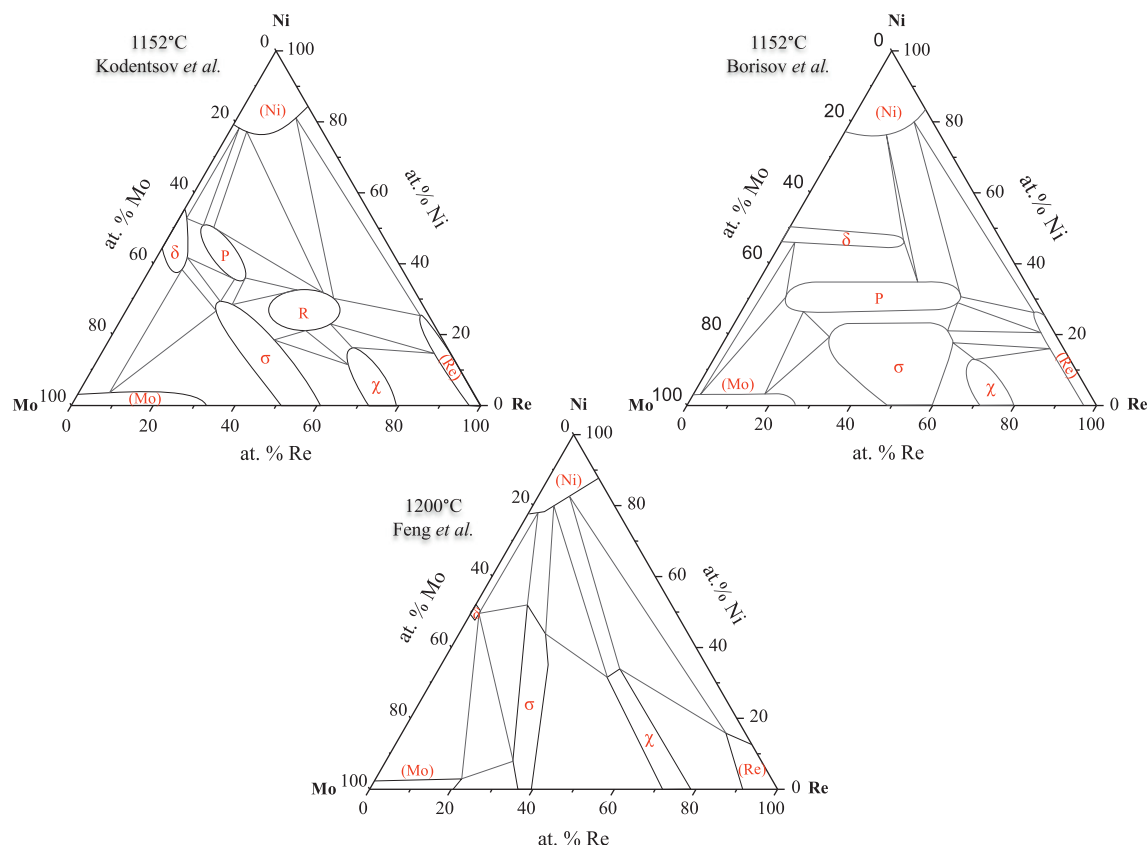 Ni
0
100
1152°C
Kodentsov et al.
(Ni)
20
80
40
60
at. % Mo
at.% Ni
δ
P
60
40
R
80
20
σ
χ
(Re)
(Mo)
Mo
100
0
Re
0
20
40
60
80
100
at. % Re
Ni
0
100
1152°C
Borisov et al.
(Ni)
20
80
40
60
at. % Mo
at.% Ni
δ
60
40
P
80
20
σ
χ
(Re)
(Mo)
Mo
100
0
Re
0
20
40
60
80
100
at. % Re
Ni
0
100
1200°C
Feng et al.
(Ni)
20
80
40
60
at. % Mo
at.% Ni
δ
60
40
σ
80
20
χ
(Mo)
(Re)
Mo
100
0
Re
0
20
40
60
80
100
at. % Re